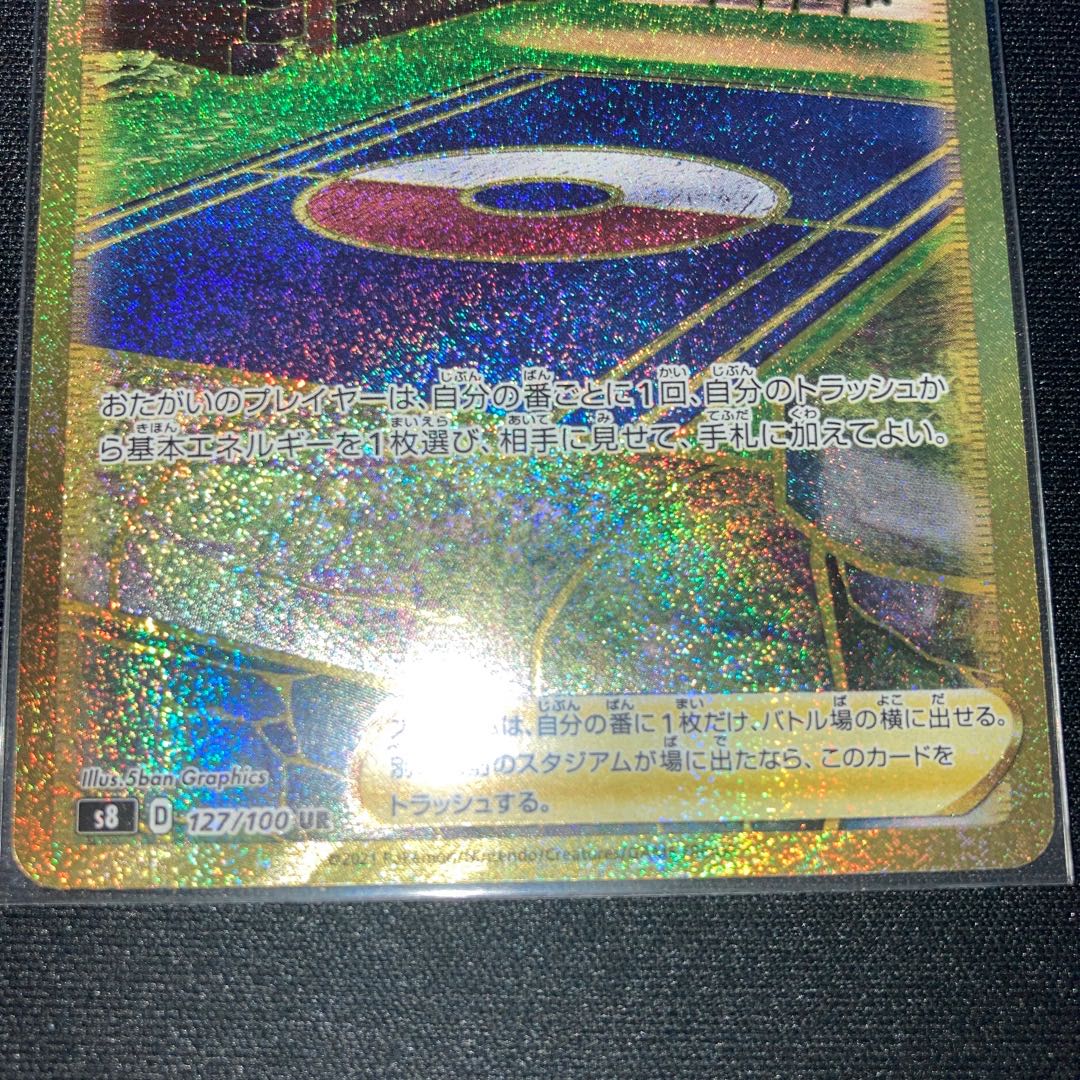 おたがいのプレイヤーは、自分の番ごとに1回、自分のトラッシュか
ら基本エネルギーを1枚選び、相手に見せて、手札に加えてよい。
は、自分の番に1枚だけ、バトル場の横に出せる。
のスタジアムが場に出たなら、このカードを
トラッシュする。
Illus.5ban Graphics
s8 D 127/100 UR
©2021 Pokémon/Nintendo/Creatures/